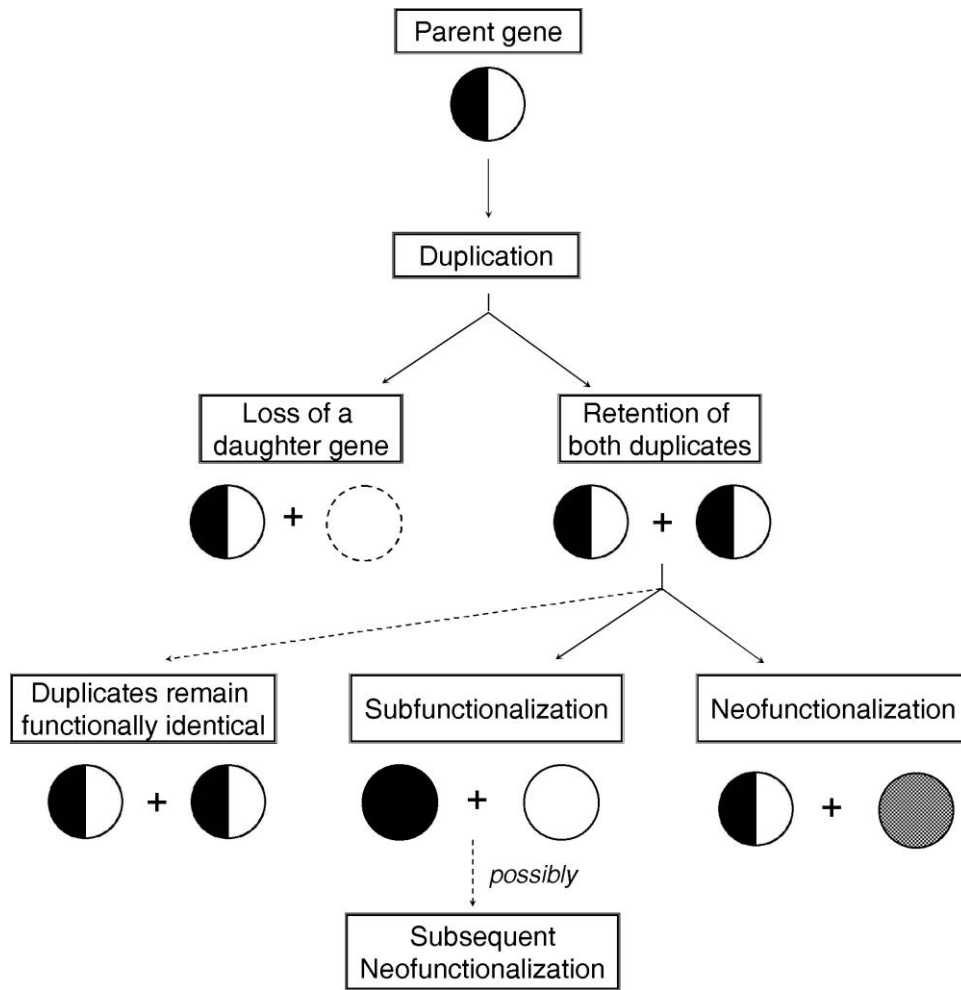 Parent gene
Duplication
Loss of a
daughter gene
Retention of
both duplicates
+
+
Duplicates remain
functionally identical
Subfunctionalization
Neofunctionalization
+
+
+
possibly
Subsequent
Neofunctionalization